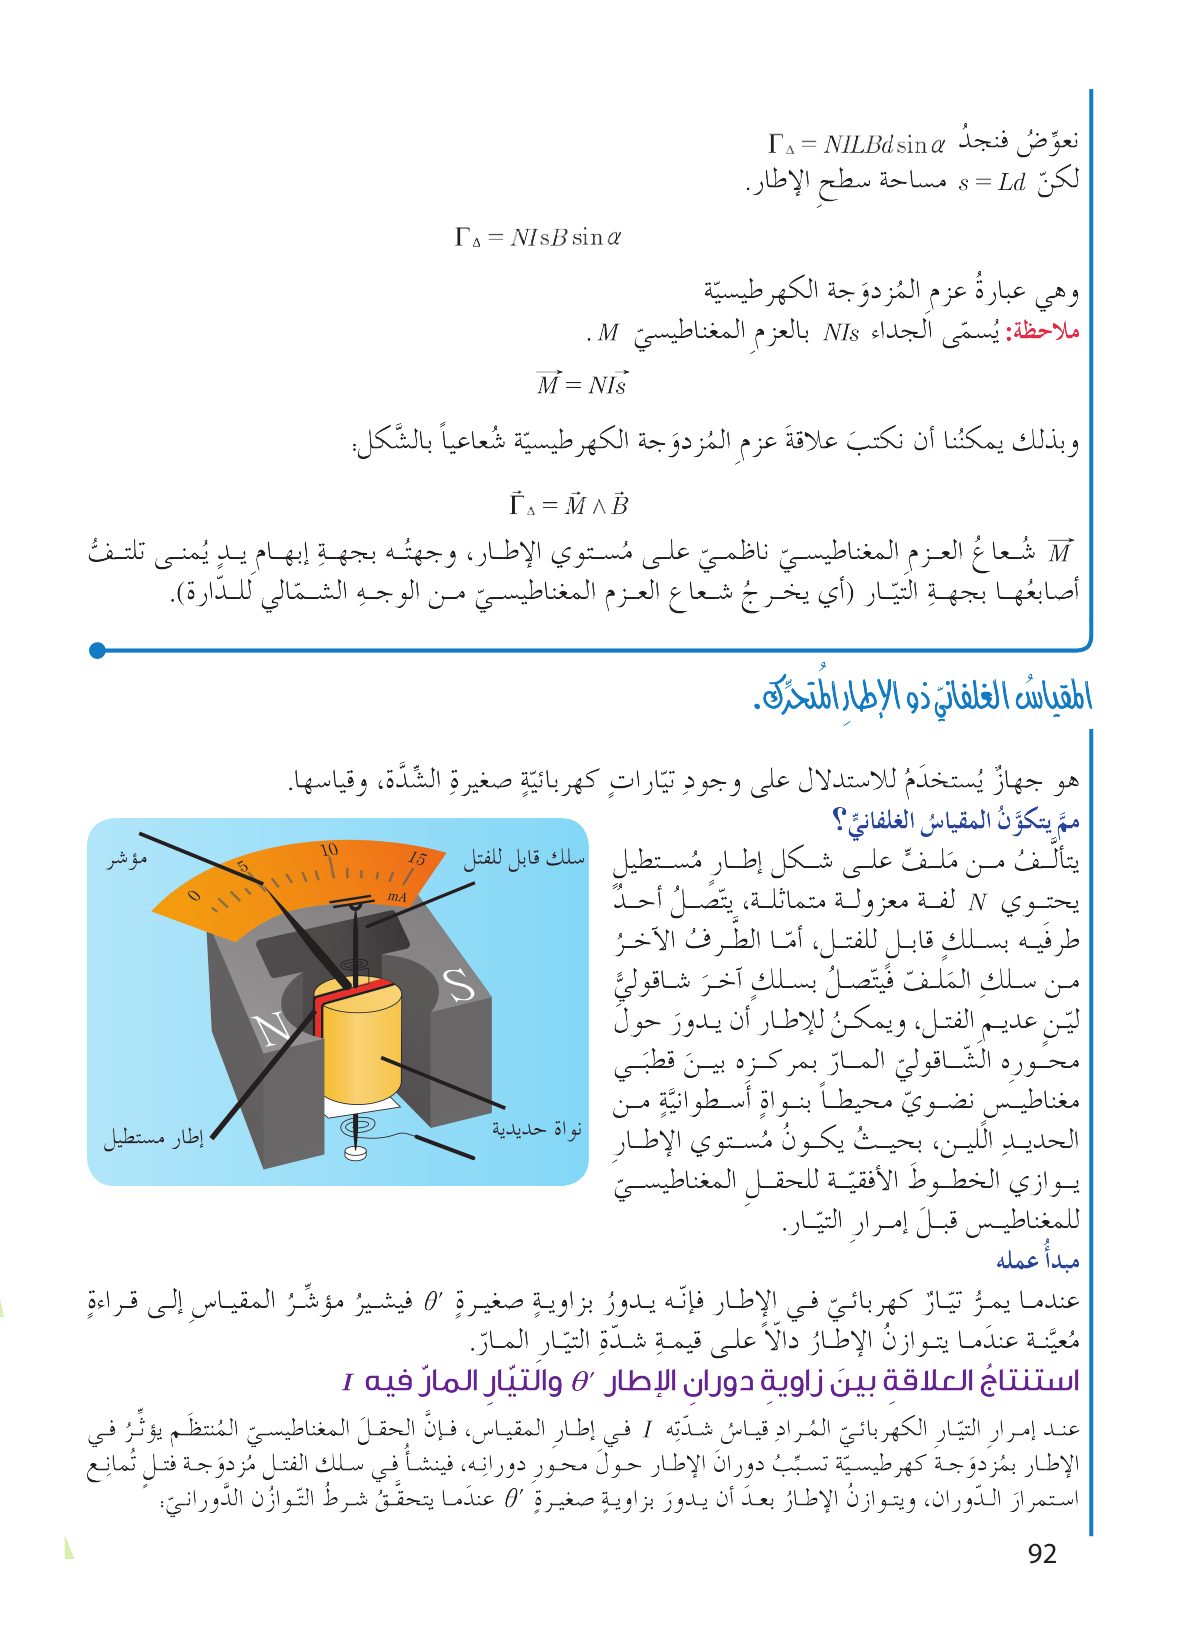 نعوِّضُ فنجدُ Γ_Δ = NILBd sin α
لكنّ s = Ld مساحة سطحِ الإطار.
Γ_Δ = NIsB sin α
وهي عبارةُ عزمِ المُزدوَجة الكهرطيسيّة
ملاحظة: يُسمّى الجداء NIs بالعزمِ المغناطيسيّ M .
M⃗ = NIs⃗
وبذلك يمكنُنا أن نكتبَ علاقةَ عزمِ المُزدوَجة الكهرطيسيّة شُعاعياً بالشَّكل:
Γ⃗_Δ = M⃗ ∧ B⃗
M⃗ شُعاعُ العزمِ المغناطيسيّ ناظميّ على مُستوي الإطار، وجهتُه بجهةِ إبهامِ يدٍ يُمنى تلتفُّ
أصابعُها بجهةِ التيّار (أي يخرجُ شعاع العزم المغناطيسيّ من الوجهِ الشمّالي للدّارة).
المقياسُ الغلفانيّ ذو الإطارِ المُتحرِّك.
هو جهازٌ يُستخدَمُ للاستدلال على وجودِ تيّاراتٍ كهربائيّةٍ صغيرةِ الشِّدَّة، وقياسها.
ممَّ يتكوَّنُ المقياسُ الغلفانيٍّ؟
يتألَّفُ من مَلفٍّ على شكل إطارٍ مُستطيل
يحتوي N لفة معزولة متماثلة، يتّصلُ أحدُ
طرفَيه بسلكٍ قابل للفتل، أمّا الطَّرفُ الآخرُ
من سلكِ المَلفّ فيتّصلُ بسلكٍ آخرَ شاقوليٍّ
ليّنٍ عديمِ الفتل، ويمكنُ للإطار أن يدورَ حولَ
محورِه الشّاقوليّ المارّ بمركزِه بينَ قطبَي
مغناطيسٍ نضويّ محيطاً بنواةٍ أسطوانيَّةٍ من
الحديدِ الليّن، بحيثُ يكونُ مُستوي الإطارِ
يوازي الخطوطَ الأفقيّة للحقلِ المغناطيسيّ
للمغناطيس قبلَ إمرارِ التيّار.
مؤشر
سلك قابل للفتل
0
5
10
15
mA
N
S
إطار مستطيل
نواة حديدية
مبدأُ عمله
عندما يمرُّ تيّارٌ كهربائيّ في الإطار فإنّه يدورُ بزاويةٍ صغيرةٍ θ′ فيشيرُ مؤشِّرُ المقياسِ إلى قراءةٍ
مُعيَّنة عندَما يتوازنُ الإطارُ دالّاً على قيمةِ شدّةِ التيّارِ المارّ.
استنتاجُ العلاقةِ بينَ زاويةِ دورانِ الإطار θ′ والتيّارِ المارّ فيه I
عند إمرارِ التيّارِ الكهربائيّ المُرادِ قياسُ شدّتِه I في إطارِ المقياس، فإنَّ الحقلَ المغناطيسيّ المُنتظَم يؤثِّرُ في
الإطار بمُزدوَجة كهرطيسيّة تسبِّبُ دورانَ الإطار حولَ محورِ دورانِه، فينشأُ في سلك الفتل مُزدوَجة فتلٍ تُمانِع
استمرارَ الدّوران، ويتوازنُ الإطارُ بعدَ أن يدورَ بزاويةٍ صغيرةٍ θ′ عندَما يتحقَّقُ شرطُ التّوازُن الدَّورانيّ:
92